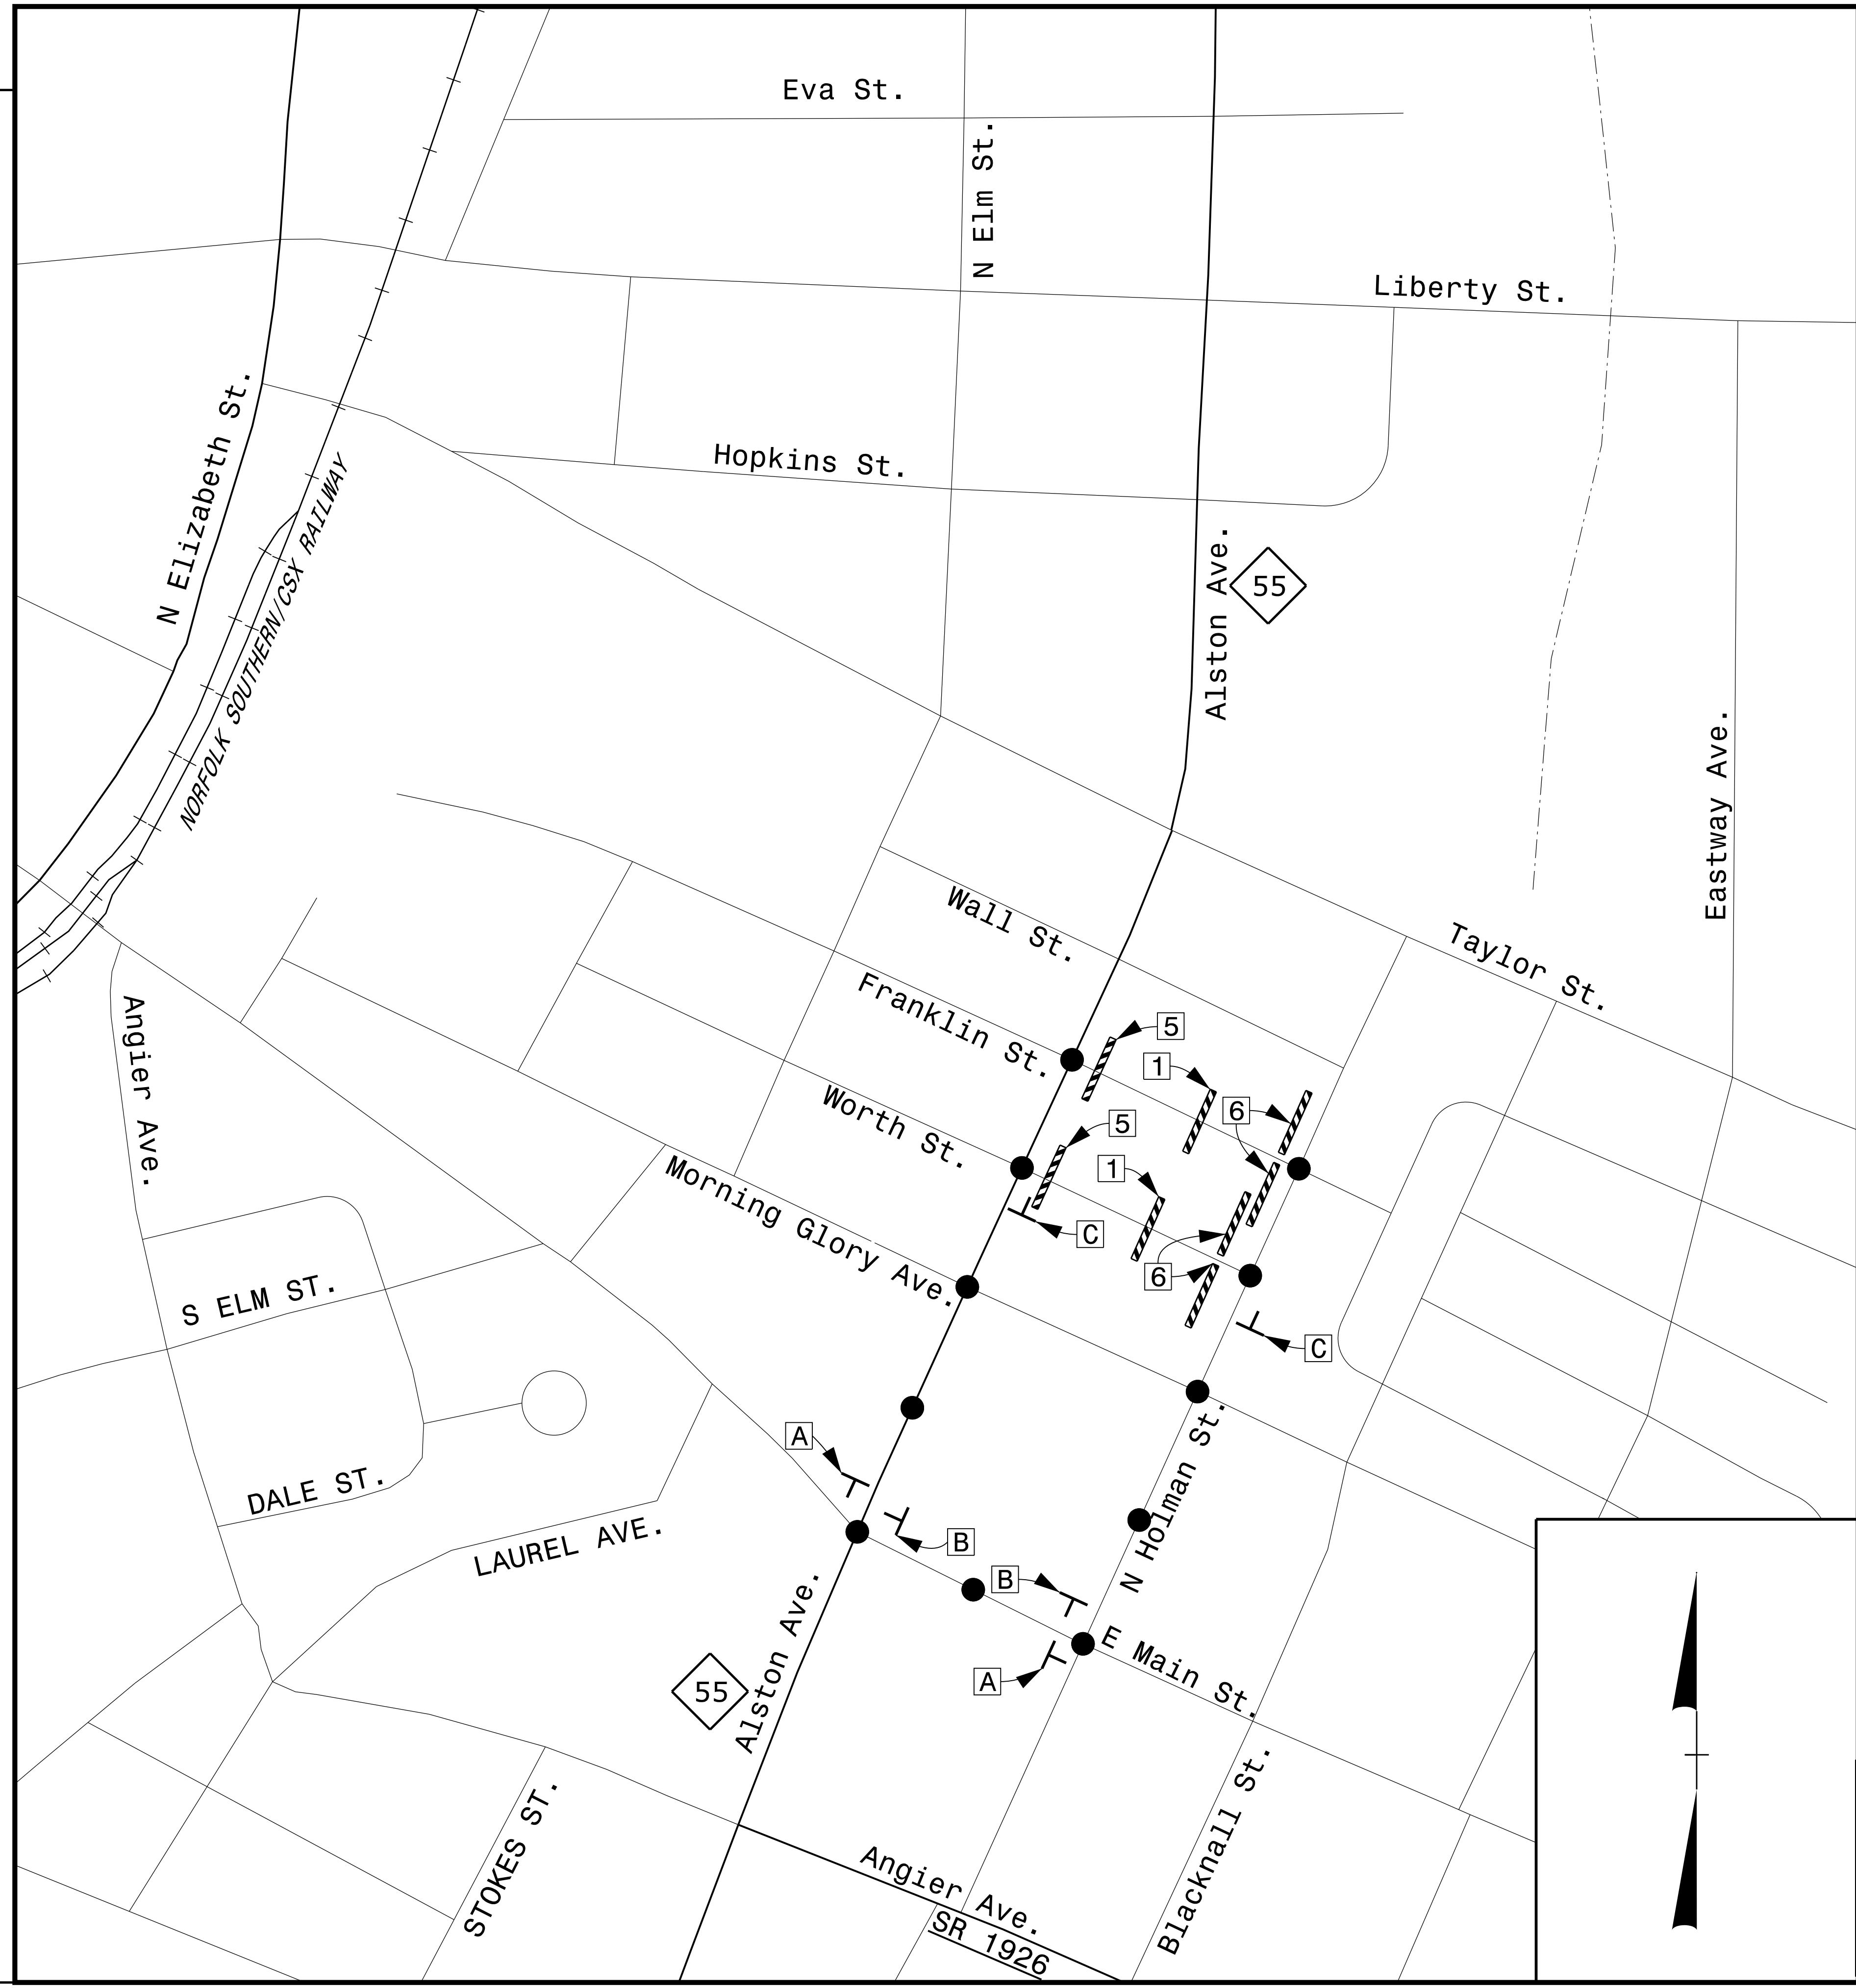 Eva St.
N Elm St.
Liberty St.
N Elizabeth St.
Hopkins St.
NORFOLK SOUTHERN/CSX RAILWAY
Alston Ave.
55
Eastway Ave.
Wall St.
Taylor St.
Franklin St.
Angier Ave.
5
1
6
Worth St.
5
1
Morning Glory Ave.
C
6
S ELM ST.
C
A
DALE ST.
N Holman St.
LAUREL AVE.
B
B
Alston Ave.
E Main St.
A
55
STOKES ST.
Blacknall St.
Angier Ave.
SR 1926